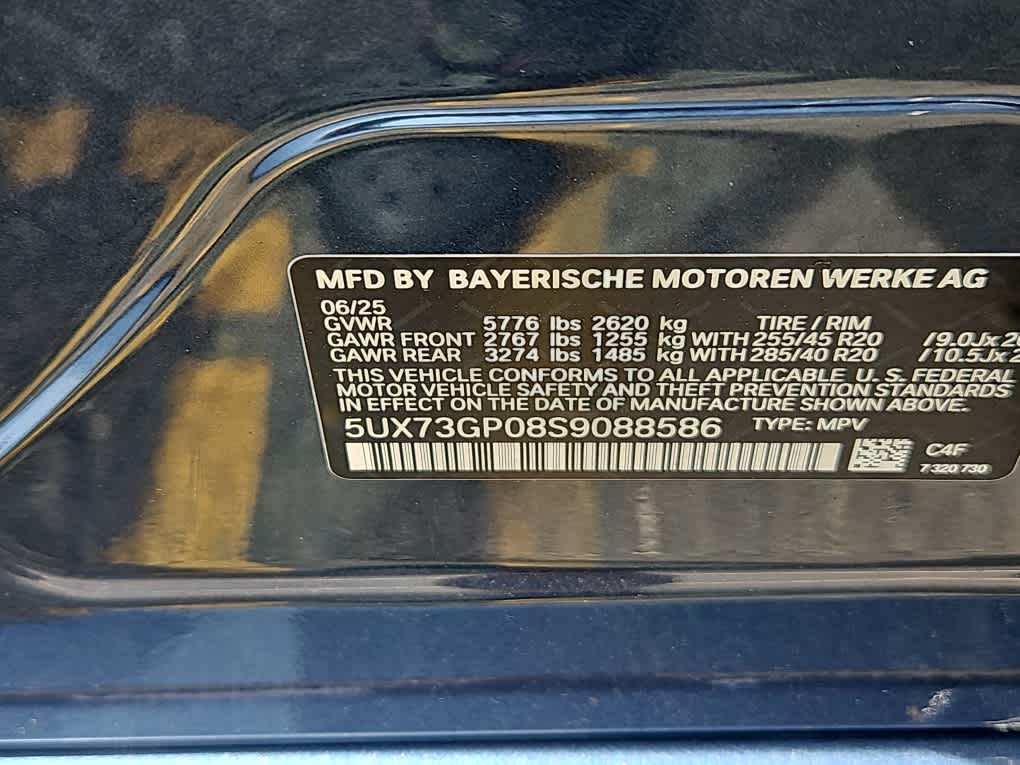 MFD BY BAYERISCHE MOTOREN WERKE AG
06/25
GVWR 5776 lbs 2620 kg TIRE / RIM
GAWR FRONT 2767 lbs 1255 kg WITH 255/45 R20 /9.0Jx20
GAWR REAR 3274 lbs 1485 kg WITH 285/40 R20 /10.5Jx2
THIS VEHICLE CONFORMS TO ALL APPLICABLE U.S. FEDERAL
MOTOR VEHICLE SAFETY AND THEFT PREVENTION STANDARDS
IN EFFECT ON THE DATE OF MANUFACTURE SHOWN ABOVE.
5UX73GP08S9088586 TYPE: MPV
C4F
7 320 730